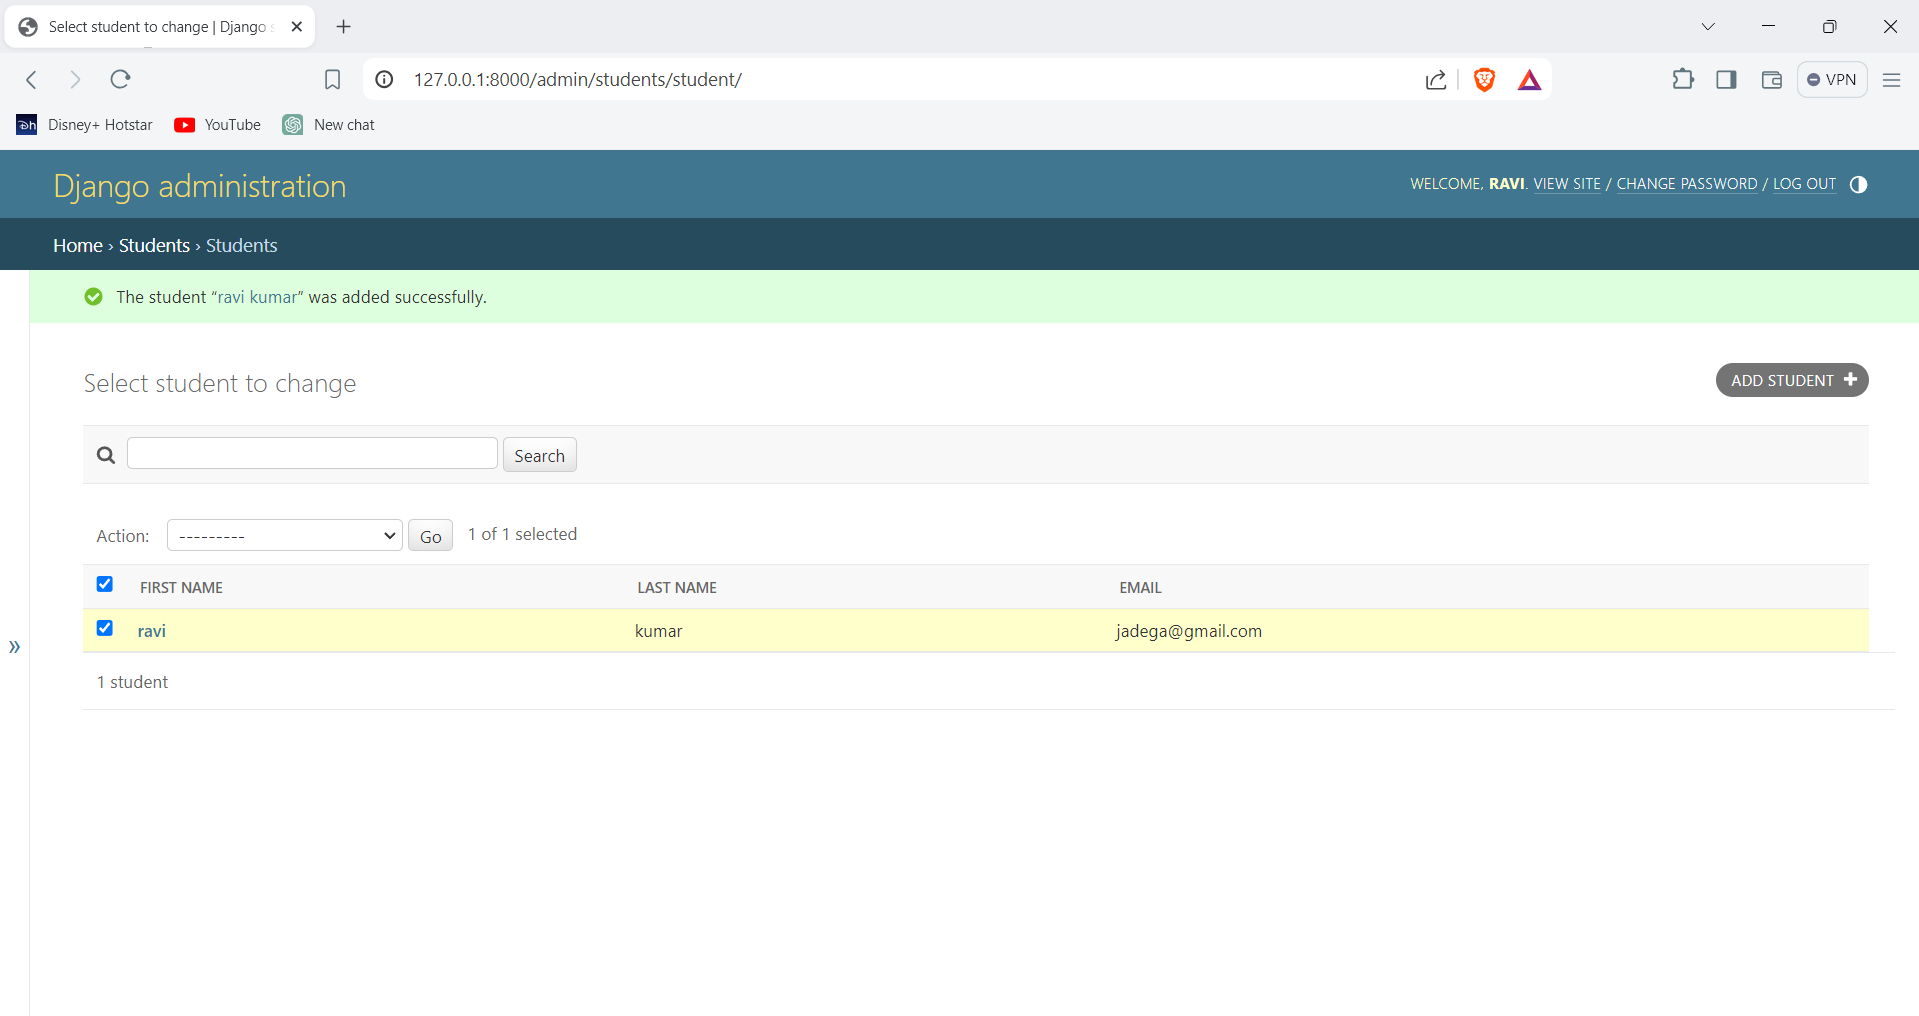 Select student to change | Django
127.0.0.1:8000/admin/students/student/
VPN
Dh Disney+ Hotstar YouTube New chat
Django administration
WELCOME, RAVI. VIEW SITE / CHANGE PASSWORD / LOG OUT
Home › Students › Students
The student “ravi kumar” was added successfully.
Select student to change
ADD STUDENT +
Search
Action: --------- Go 1 of 1 selected
FIRST NAME LAST NAME EMAIL
ravi kumar jadega@gmail.com
»
1 student